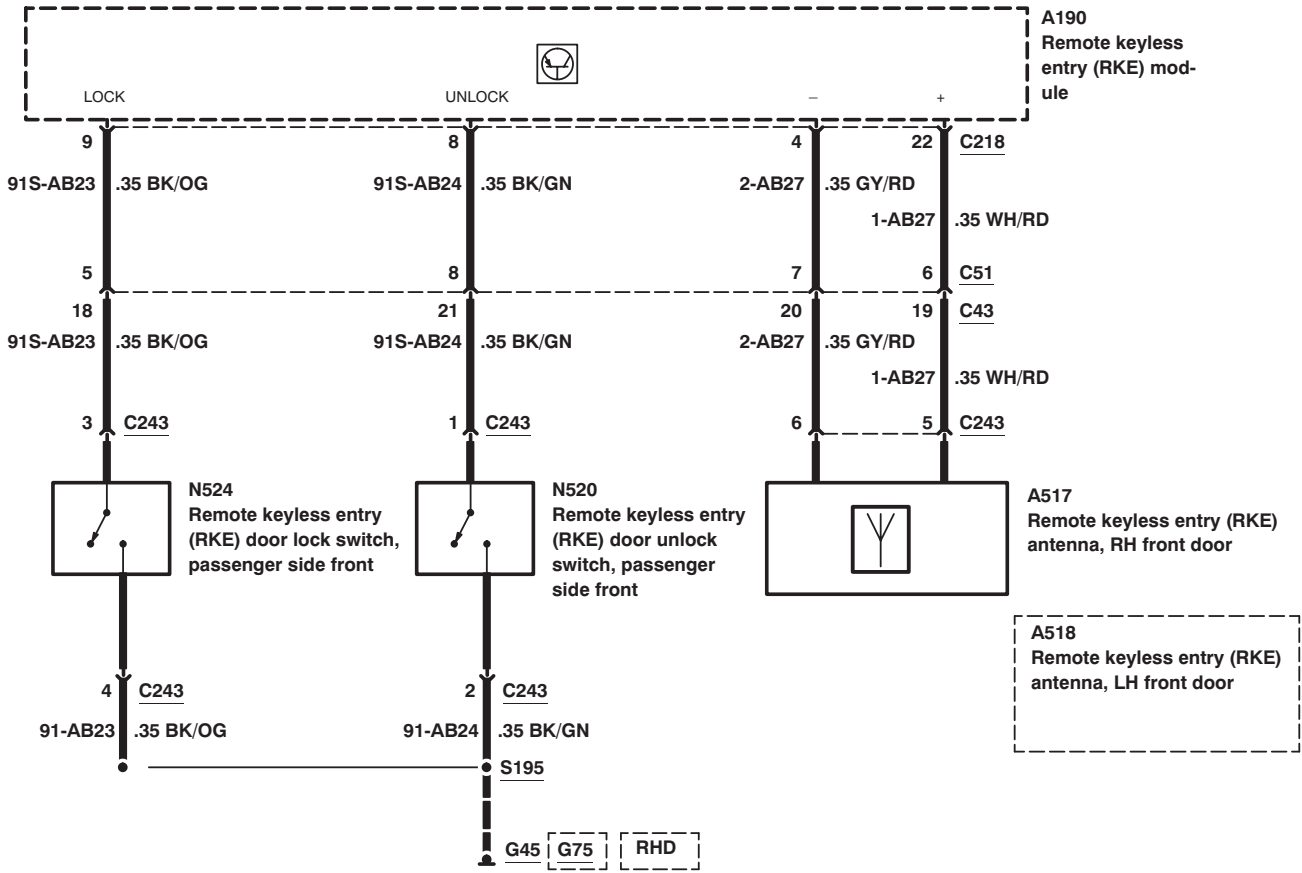 A190
Remote keyless
entry (RKE) mod-
ule
LOCK
UNLOCK
–
+
9
8
4
22
C218
91S-AB23
.35 BK/OG
91S-AB24
.35 BK/GN
2-AB27
.35 GY/RD
1-AB27
.35 WH/RD
5
8
7
6
C51
18
21
20
19
C43
91S-AB23
.35 BK/OG
91S-AB24
.35 BK/GN
2-AB27
.35 GY/RD
1-AB27
.35 WH/RD
3
C243
1
C243
6
5
C243
N524
Remote keyless entry
(RKE) door lock switch,
passenger side front
N520
Remote keyless entry
(RKE) door unlock
switch, passenger
side front
A517
Remote keyless entry (RKE)
antenna, RH front door
A518
Remote keyless entry (RKE)
antenna, LH front door
4
C243
2
C243
91-AB23
.35 BK/OG
91-AB24
.35 BK/GN
S195
G45
G75
RHD